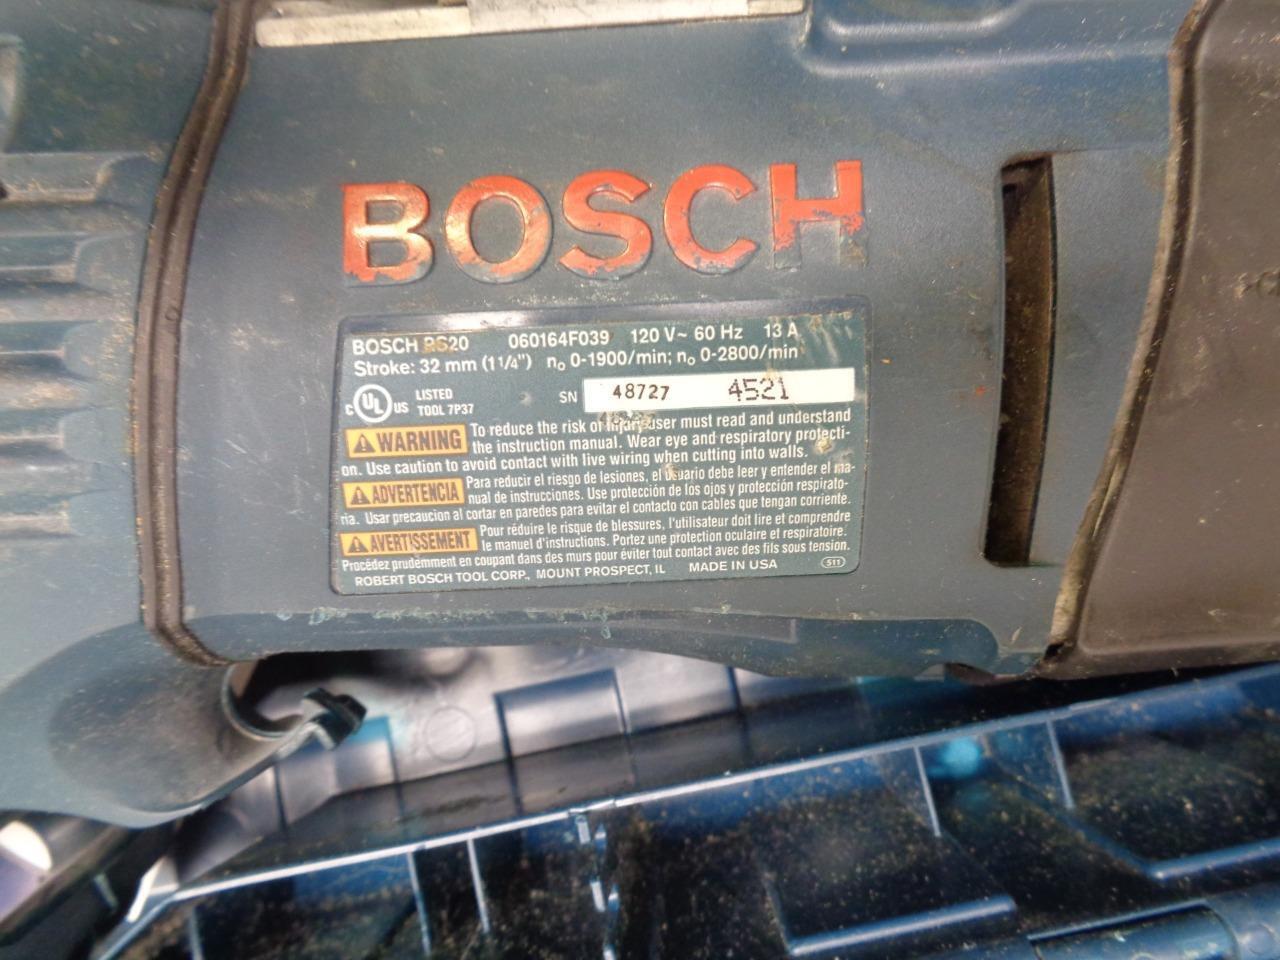 BOSCH
BOSCH RS20 060164F039 120 V~ 60 Hz 13 A
Stroke: 32 mm (1 1/4") n₀ 0-1900/min; n₀ 0-2800/min
C UL US LISTED TOOL 7P37 SN 48727 4521
WARNING To reduce the risk of injury, user must read and understand
the instruction manual. Wear eye and respiratory protecti-
on. Use caution to avoid contact with live wiring when cutting into walls.
ADVERTENCIA Para reducir el riesgo de lesiones, el usuario debe leer y entender el ma-
nual de instrucciones. Use protección de los ojos y protección respirato-
ria. Usar precaucion al cortar en paredes para evitar el contacto con cables que tengan corriente.
AVERTISSEMENT Pour réduire le risque de blessures, l'utilisateur doit lire et comprendre
le manuel d'instructions. Portez une protection oculaire et respiratoire.
Procédez prudemment en coupant dans des murs pour éviter tout contact avec des fils sous tension.
ROBERT BOSCH TOOL CORP., MOUNT PROSPECT, IL MADE IN USA 511